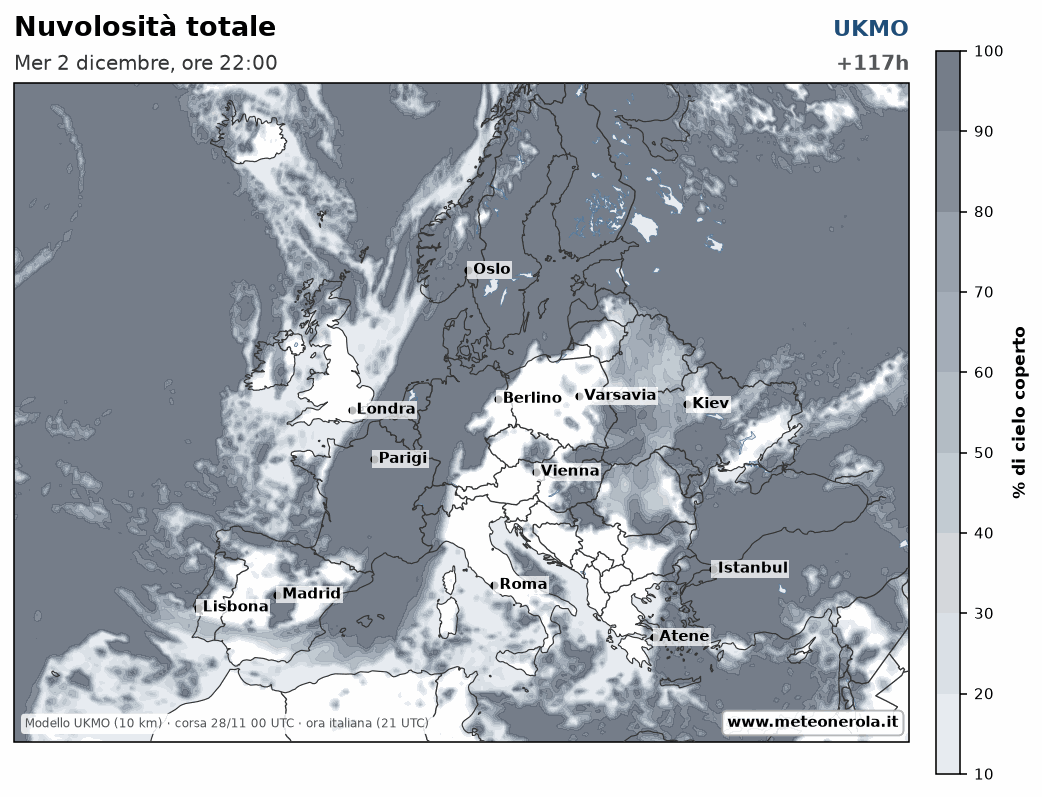 Nuvolosità totale
UKMO
Mer 2 dicembre, ore 22:00
+117h
100
90
80
70
60
50
40
30
20
10
% di cielo coperto
Oslo
Londra
Berlino
Varsavia
Kiev
Parigi
Vienna
Istanbul
Roma
Madrid
Lisbona
Atene
Modello UKMO (10 km) · corsa 28/11 00 UTC · ora italiana (21 UTC)
www.meteonerola.it